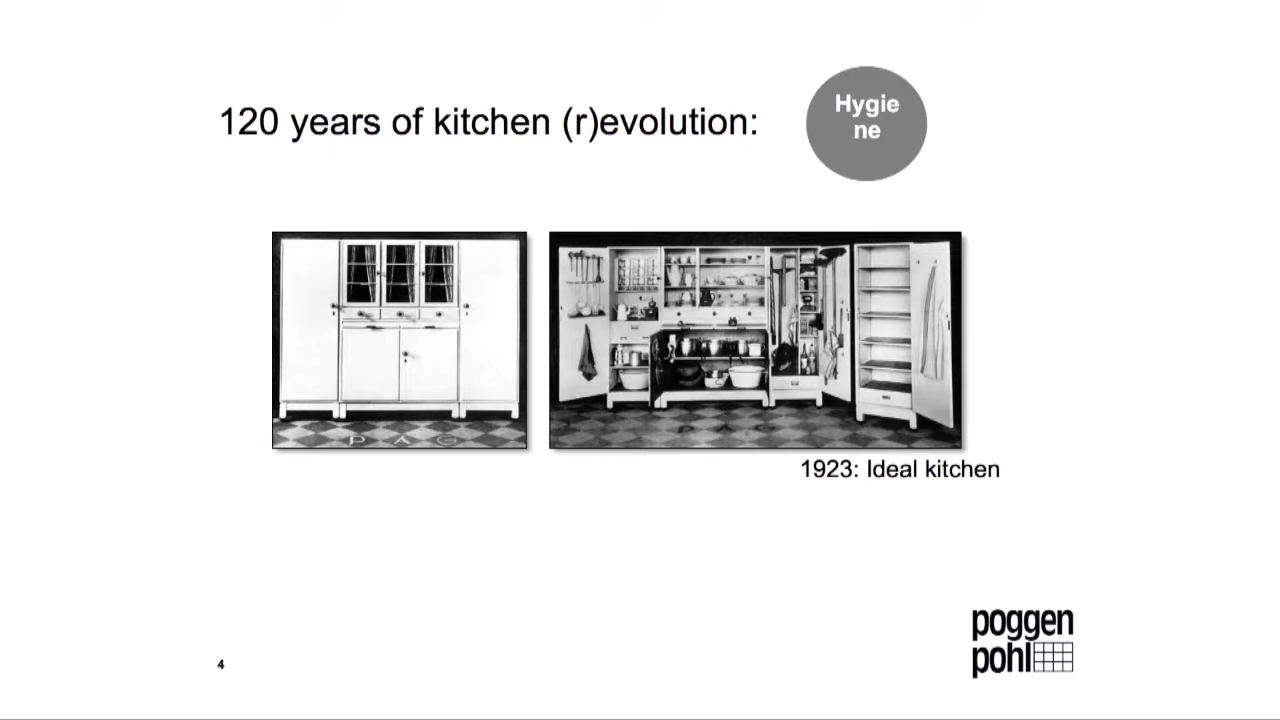 120 years of kitchen (r)evolution:
Hygie
ne
P A G
P A G
1923: Ideal kitchen
poggen
pohl
4